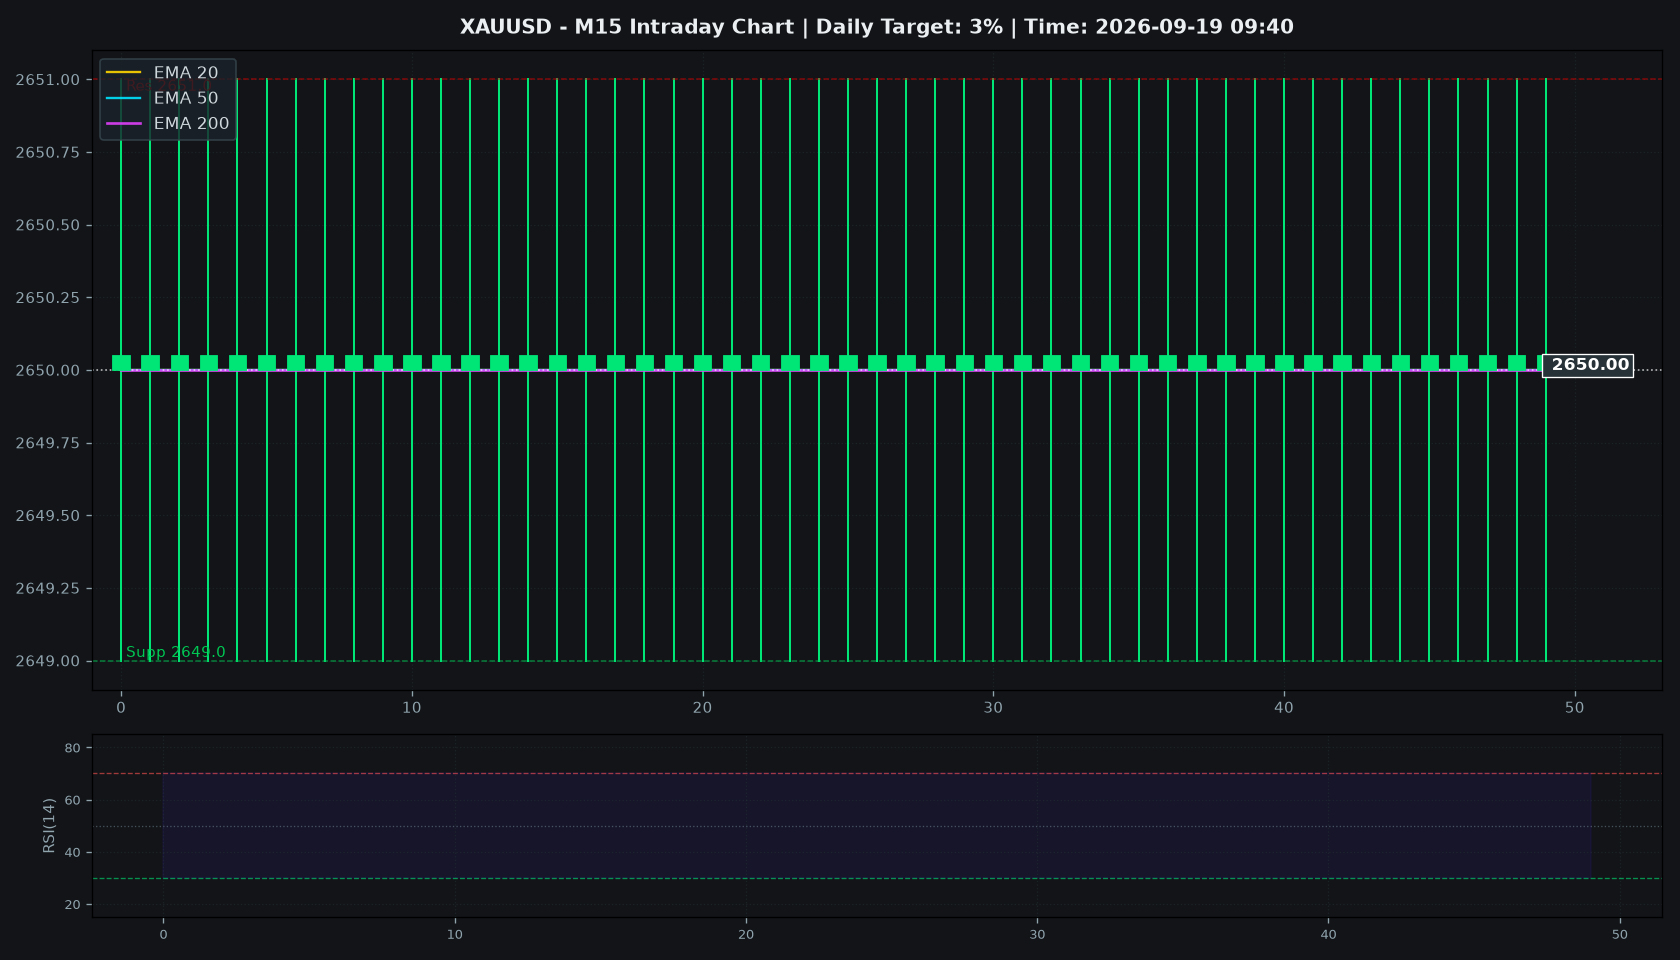 XAUUSD - M15 Intraday Chart | Daily Target: 3% | Time: 2026-09-19 09:40
EMA 20
EMA 50
EMA 200
2651.00
2650.75
2650.50
2650.25
2650.00
2650.00
2649.75
2649.50
2649.25
Supp 2649.0
2649.00
0 10 20 30 40 50
80
60
40
20
RSI(14)
0 10 20 30 40 50